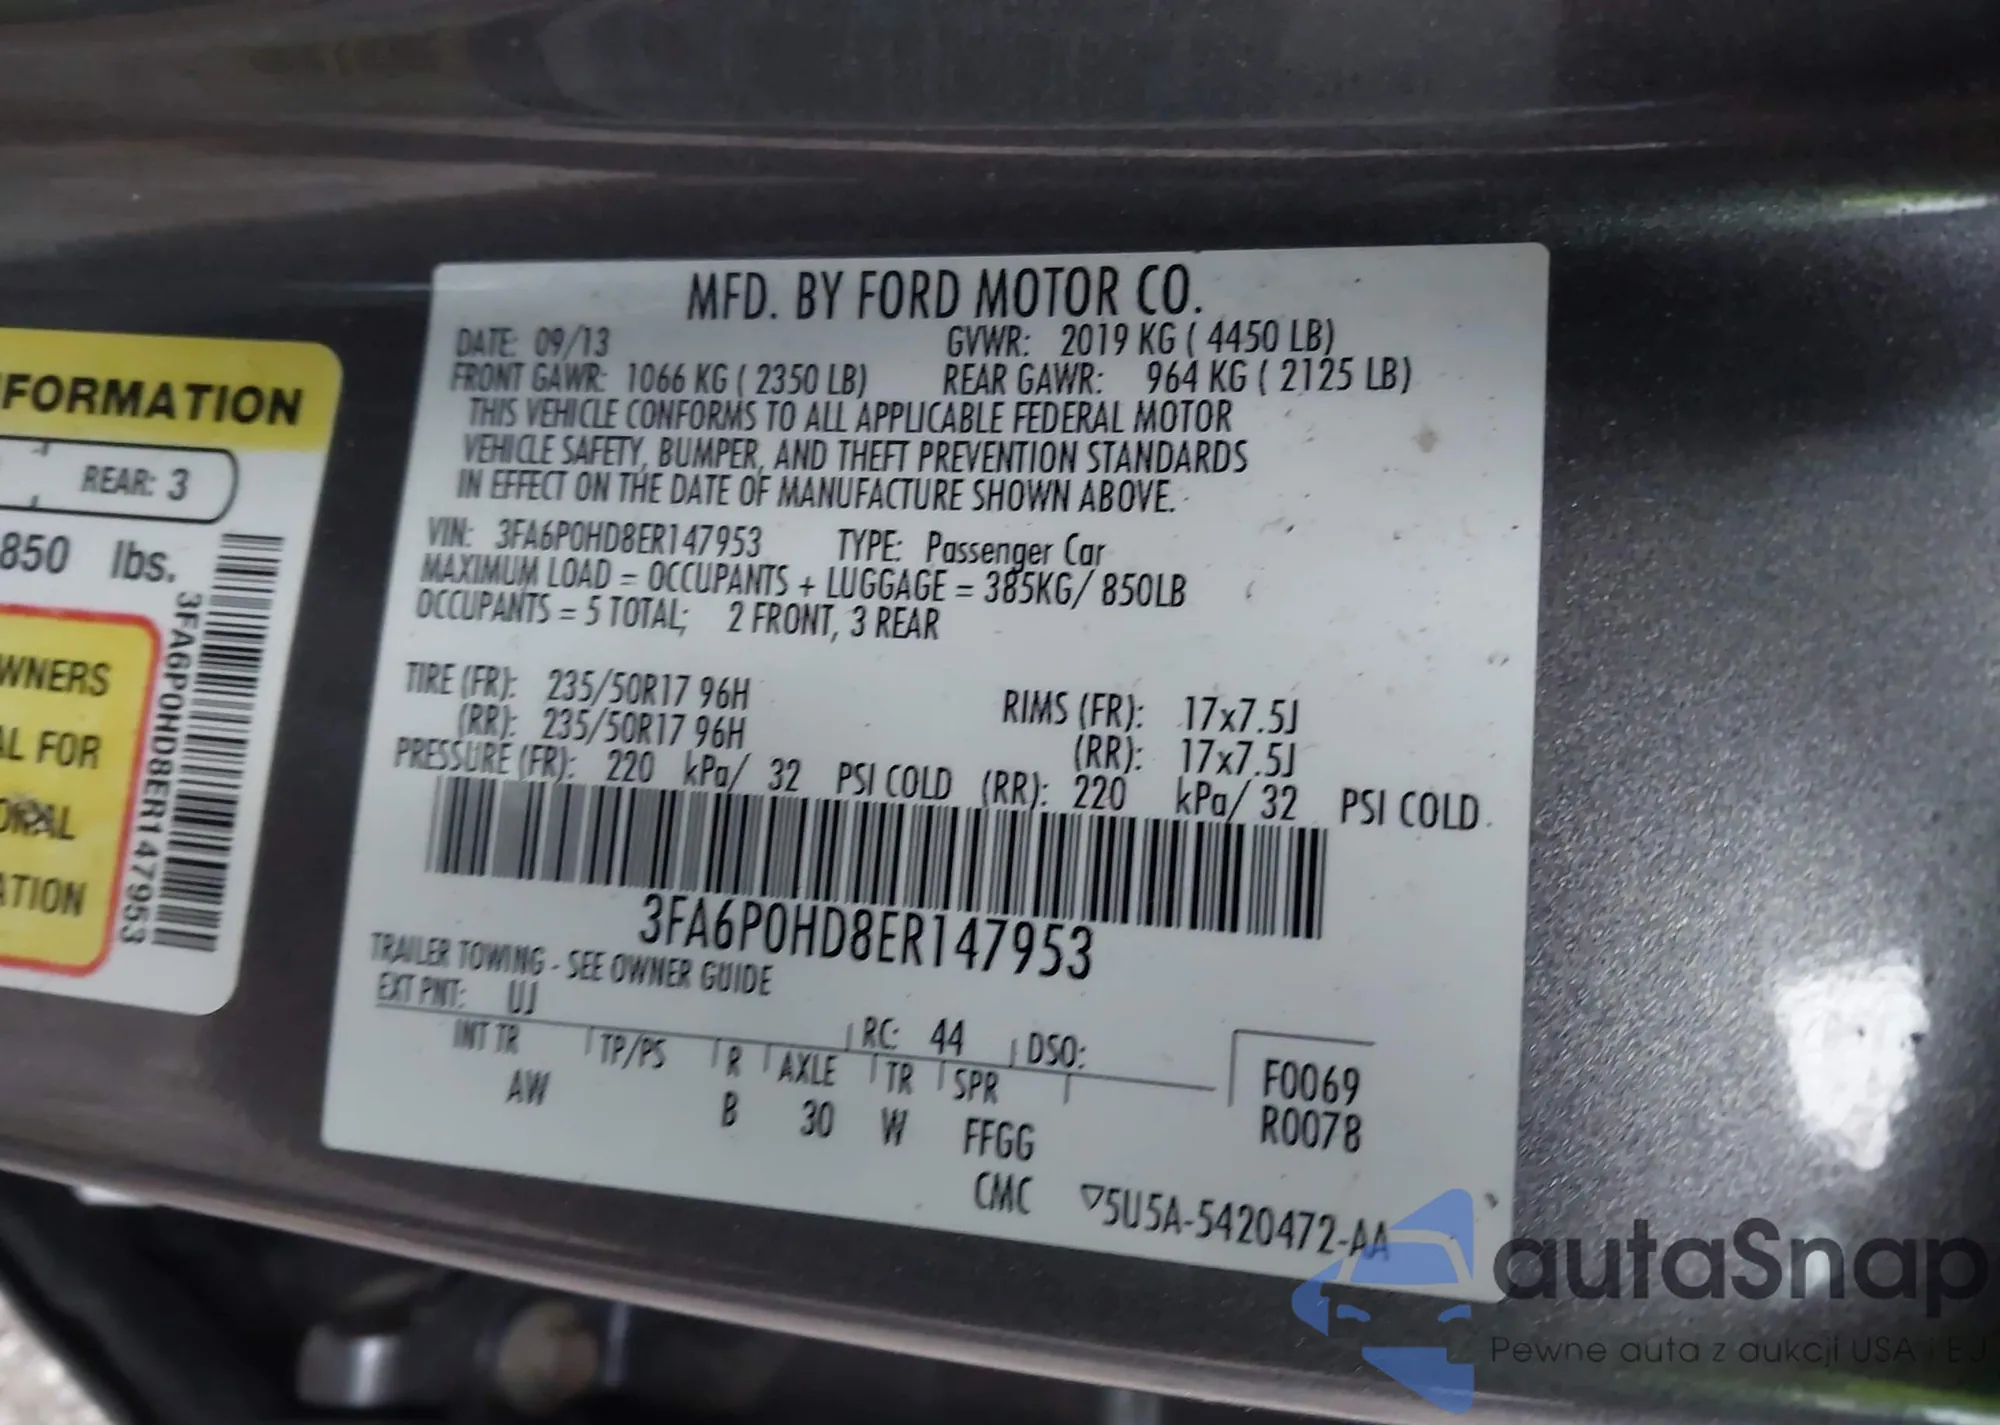 NFORMATION
REAR: 3
850 lbs.
3FA6P0HD8ER147953
WNERS
AL FOR
ONAL
ATION
MFD. BY FORD MOTOR CO.
DATE: 09/13 GVWR: 2019 KG ( 4450 LB)
FRONT GAWR: 1066 KG ( 2350 LB) REAR GAWR: 964 KG ( 2125 LB)
THIS VEHICLE CONFORMS TO ALL APPLICABLE FEDERAL MOTOR
VEHICLE SAFETY, BUMPER, AND THEFT PREVENTION STANDARDS
IN EFFECT ON THE DATE OF MANUFACTURE SHOWN ABOVE.
VIN: 3FA6P0HD8ER147953 TYPE: Passenger Car
MAXIMUM LOAD = OCCUPANTS + LUGGAGE = 385KG/ 850LB
OCCUPANTS = 5 TOTAL; 2 FRONT, 3 REAR
TIRE (FR): 235/50R17 96H RIMS (FR): 17x7.5J
(RR): 235/50R17 96H (RR): 17x7.5J
PRESSURE (FR): 220 kPa/ 32 PSI COLD (RR): 220 kPa/ 32 PSI COLD
3FA6P0HD8ER147953
TRAILER TOWING - SEE OWNER GUIDE
EXT PNT: UJ RC: 44 DSO:
INT TR TP/PS R AXLE TR SPR F0069
AW B 30 W FFGG R0078
CMC ▽5U5A-5420472-AA
autaSnap
Pewne auta z aukcji USA i EU